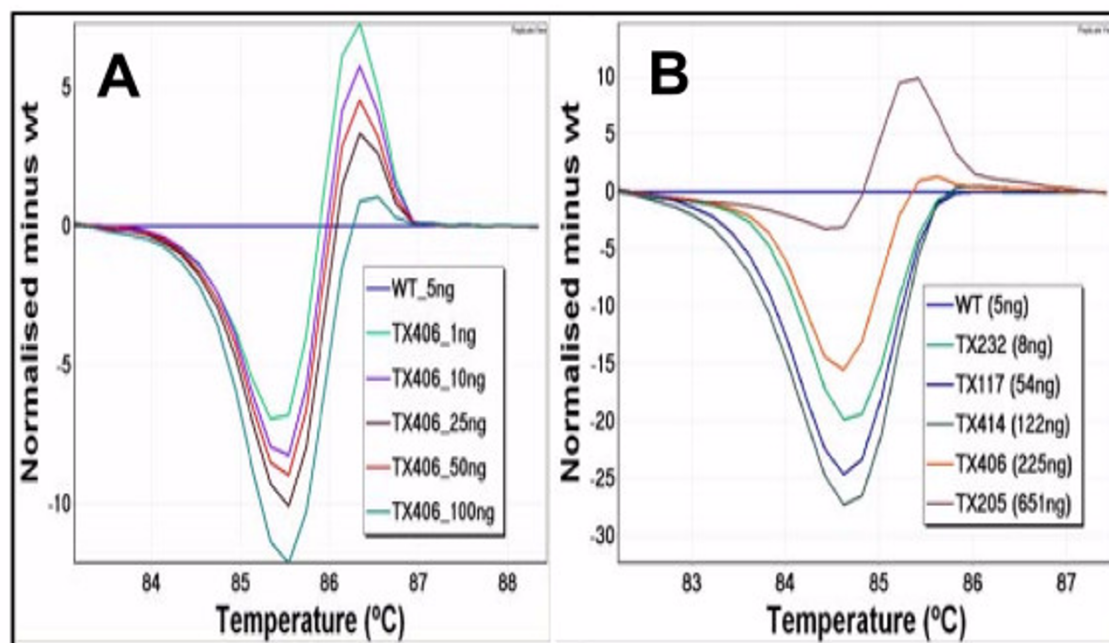 A
Normalised minus wt
5
0
-5
-10
WT_5ng
TX406_1ng
TX406_10ng
TX406_25ng
TX406_50ng
TX406_100ng
84 85 86 87 88
Temperature (ºC)
B
Normalised minus wt
10
5
0
-5
-10
-15
-20
-25
-30
WT (5ng)
TX232 (8ng)
TX117 (54ng)
TX414 (122ng)
TX406 (225ng)
TX205 (651ng)
83 84 85 86 87
Temperature (ºC)